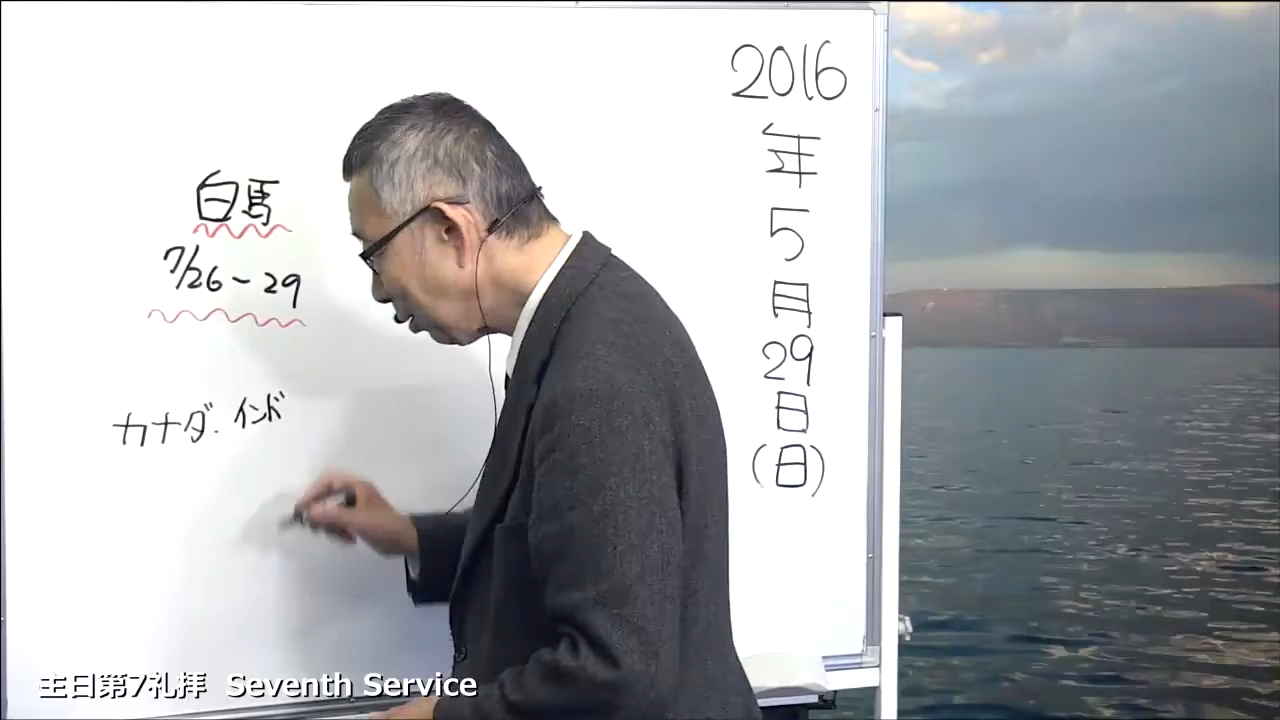 2016
年
5
月
29
日
(日)
白馬
7/26~29
カナダ.インド
主日第7礼拝 Seventh Service